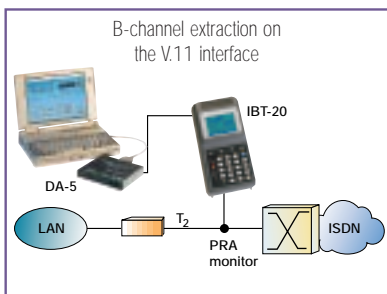 B-channel extraction on
the V.11 interface
IBT-20
DA-5
LAN
T2
PRA
monitor
ISDN